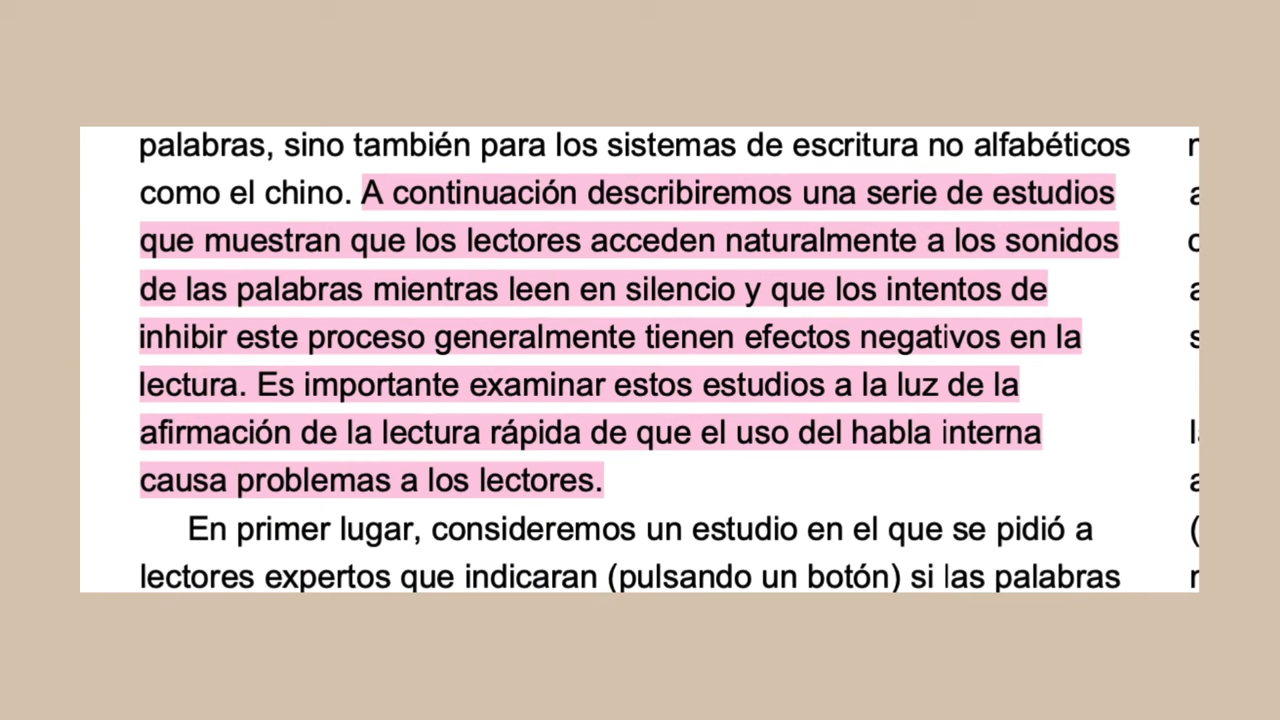 palabras, sino también para los sistemas de escritura no alfabéticos
como el chino. A continuación describiremos una serie de estudios
que muestran que los lectores acceden naturalmente a los sonidos
de las palabras mientras leen en silencio y que los intentos de
inhibir este proceso generalmente tienen efectos negativos en la
lectura. Es importante examinar estos estudios a la luz de la
afirmación de la lectura rápida de que el uso del habla interna
causa problemas a los lectores.
En primer lugar, consideremos un estudio en el que se pidió a
lectores expertos que indicaran (pulsando un botón) si las palabras